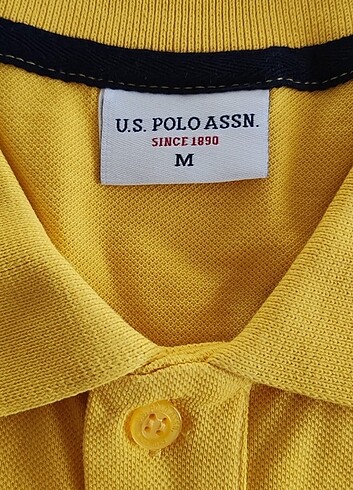 U.S. POLO ASSN.
SINCE 1890
M